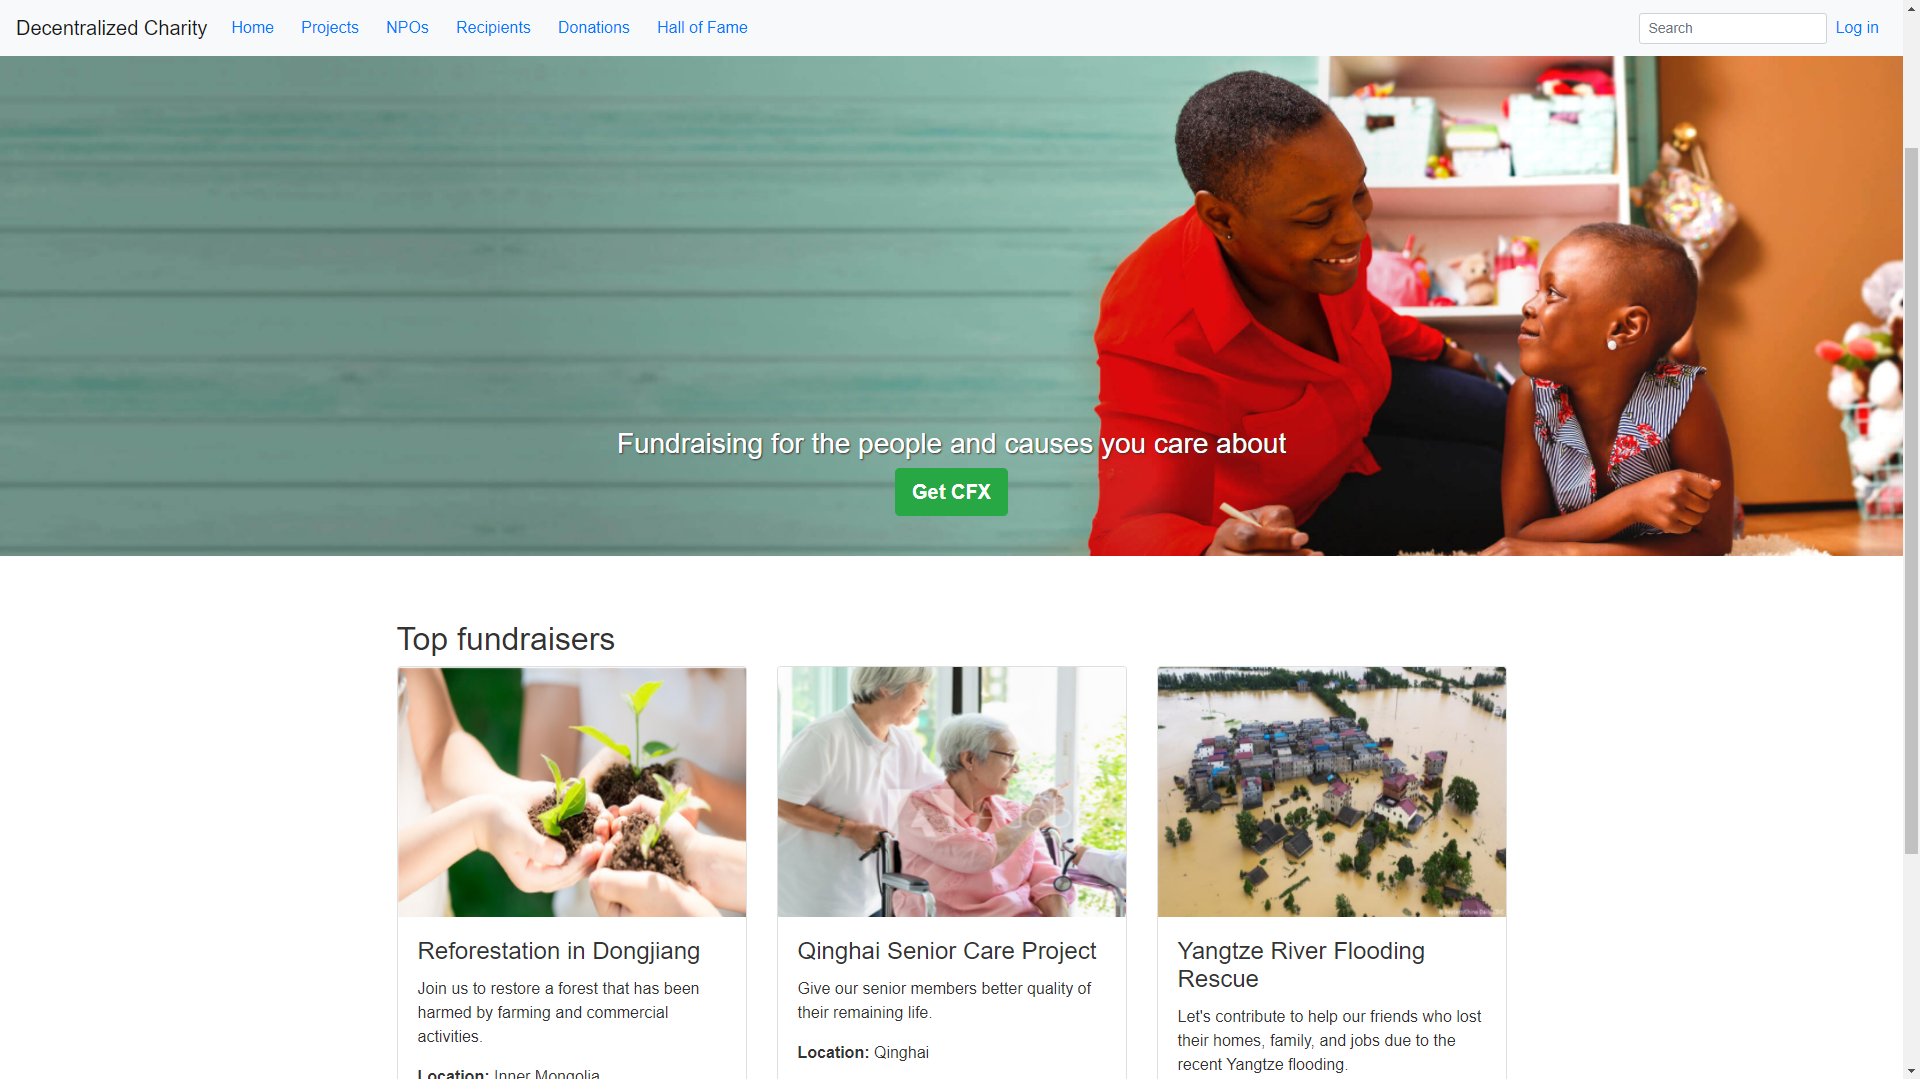 Decentralized Charity Home Projects NPOs Recipients Donations Hall of Fame Search Log in
Fundraising for the people and causes you care about
Get CFX
Top fundraisers
Reforestation in Dongjiang
Join us to restore a forest that has been
harmed by farming and commercial
activities.
Location: Inner Mongolia
Qinghai Senior Care Project
Give our senior members better quality of
their remaining life.
Location: Qinghai
Yangtze River Flooding
Rescue
Let's contribute to help our friends who lost
their homes, family, and jobs due to the
recent Yangtze flooding.